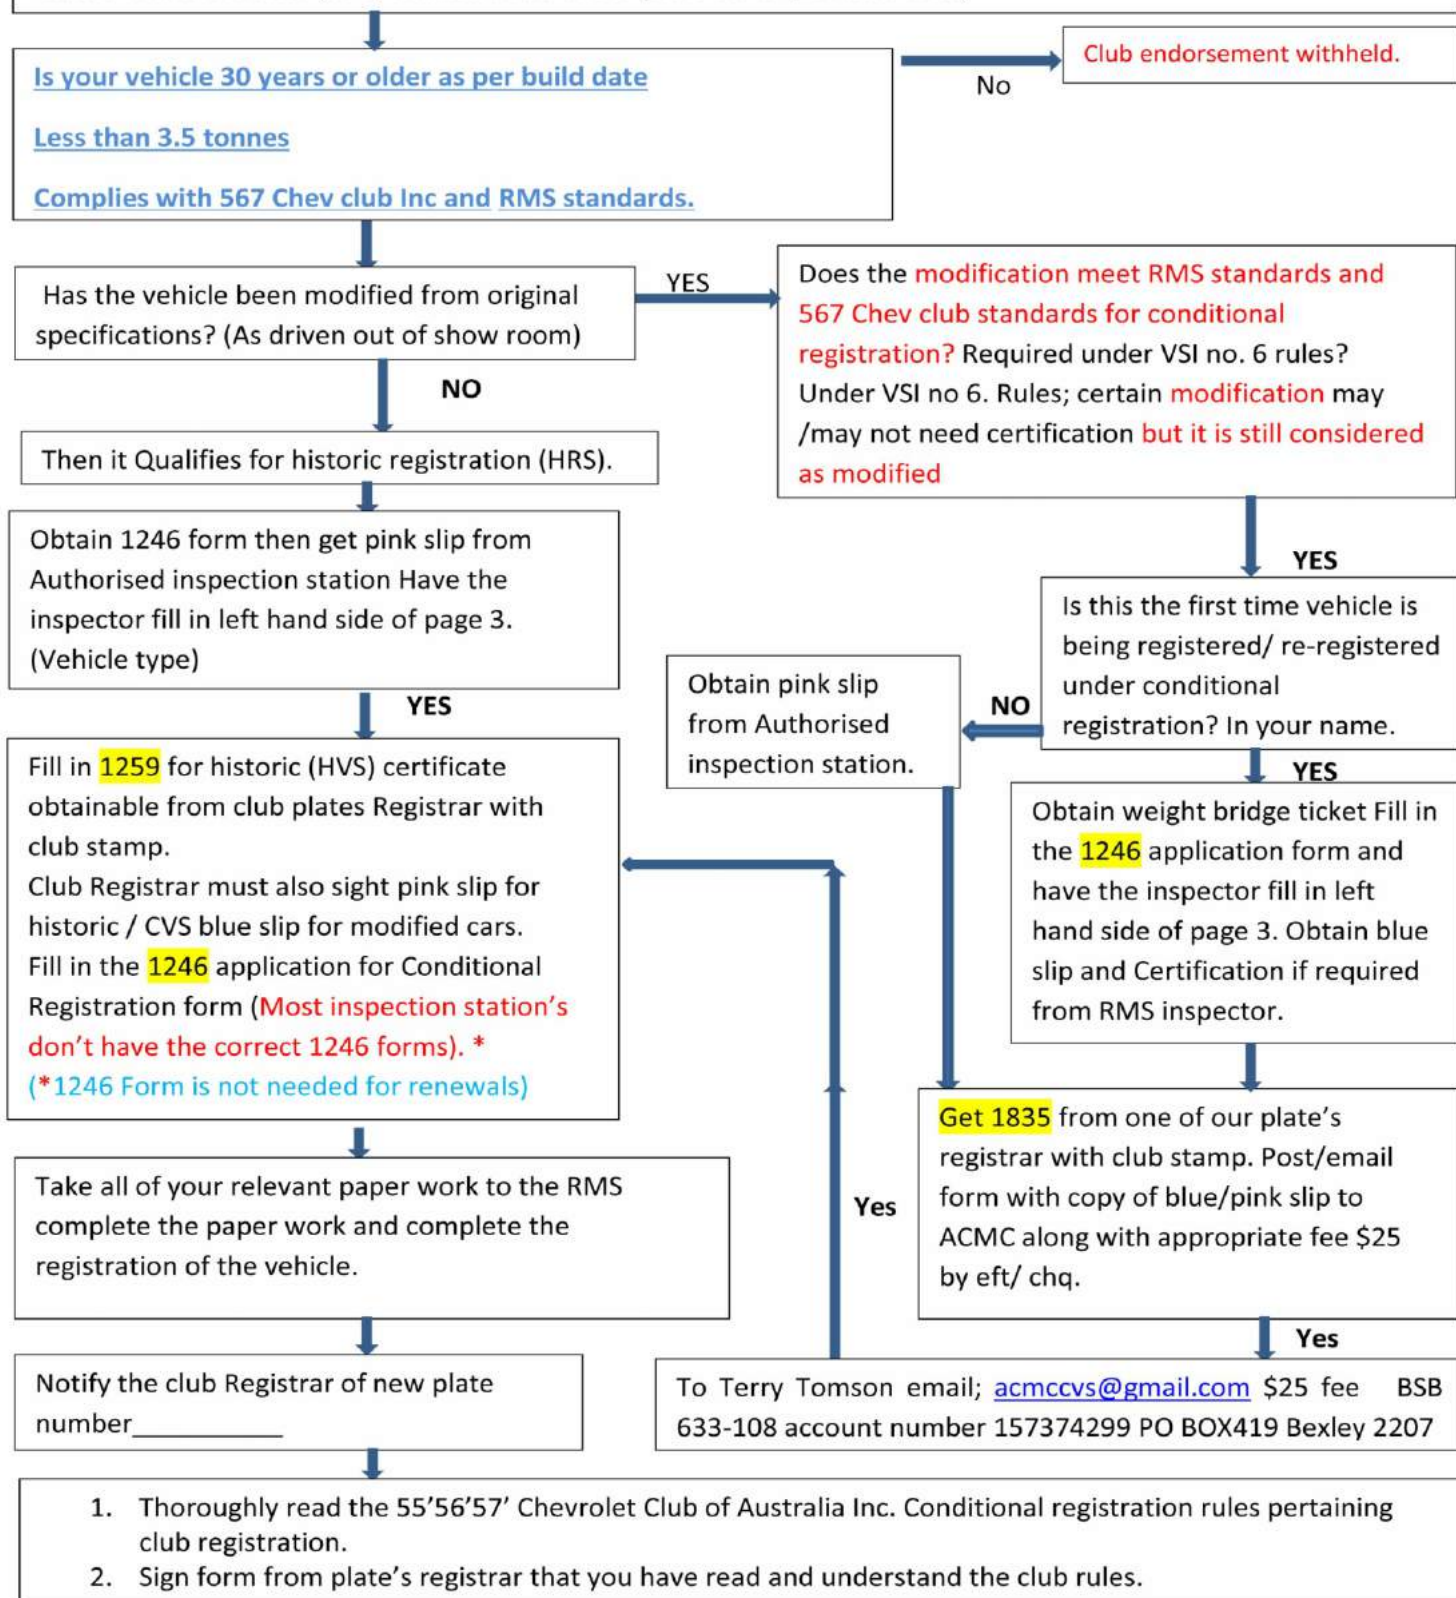 Is your vehicle 30 years or older as per build date
Less than 3.5 tonnes
Complies with 567 Chev club Inc and RMS standards.
No
Club endorsement withheld.
Has the vehicle been modified from original
specifications? (As driven out of show room)
YES
Does the modification meet RMS standards and
567 Chev club standards for conditional
registration? Required under VSI no. 6 rules?
Under VSI no 6. Rules; certain modification may
/may not need certification but it is still considered
as modified
NO
Then it Qualifies for historic registration (HRS).
Obtain 1246 form then get pink slip from
Authorised inspection station Have the
inspector fill in left hand side of page 3.
(Vehicle type)
YES
Is this the first time vehicle is
being registered/ re-registered
under conditional
registration? In your name.
NO
Obtain pink slip
from Authorised
inspection station.
YES
Fill in 1259 for historic (HVS) certificate
obtainable from club plates Registrar with
club stamp.
Club Registrar must also sight pink slip for
historic / CVS blue slip for modified cars.
Fill in the 1246 application for Conditional
Registration form (Most inspection station's
don't have the correct 1246 forms). *
(*1246 Form is not needed for renewals)
YES
Obtain weight bridge ticket Fill in
the 1246 application form and
have the inspector fill in left
hand side of page 3. Obtain blue
slip and Certification if required
from RMS inspector.
Get 1835 from one of our plate's
registrar with club stamp. Post/email
form with copy of blue/pink slip to
ACMC along with appropriate fee $25
by eft/ chq.
Yes
Take all of your relevant paper work to the RMS
complete the paper work and complete the
registration of the vehicle.
Yes
Notify the club Registrar of new plate
number___________
To Terry Tomson email; acmccvs@gmail.com $25 fee BSB
633-108 account number 157374299 PO BOX419 Bexley 2207
1. Thoroughly read the 55'56'57' Chevrolet Club of Australia Inc. Conditional registration rules pertaining
club registration.
2. Sign form from plate's registrar that you have read and understand the club rules.